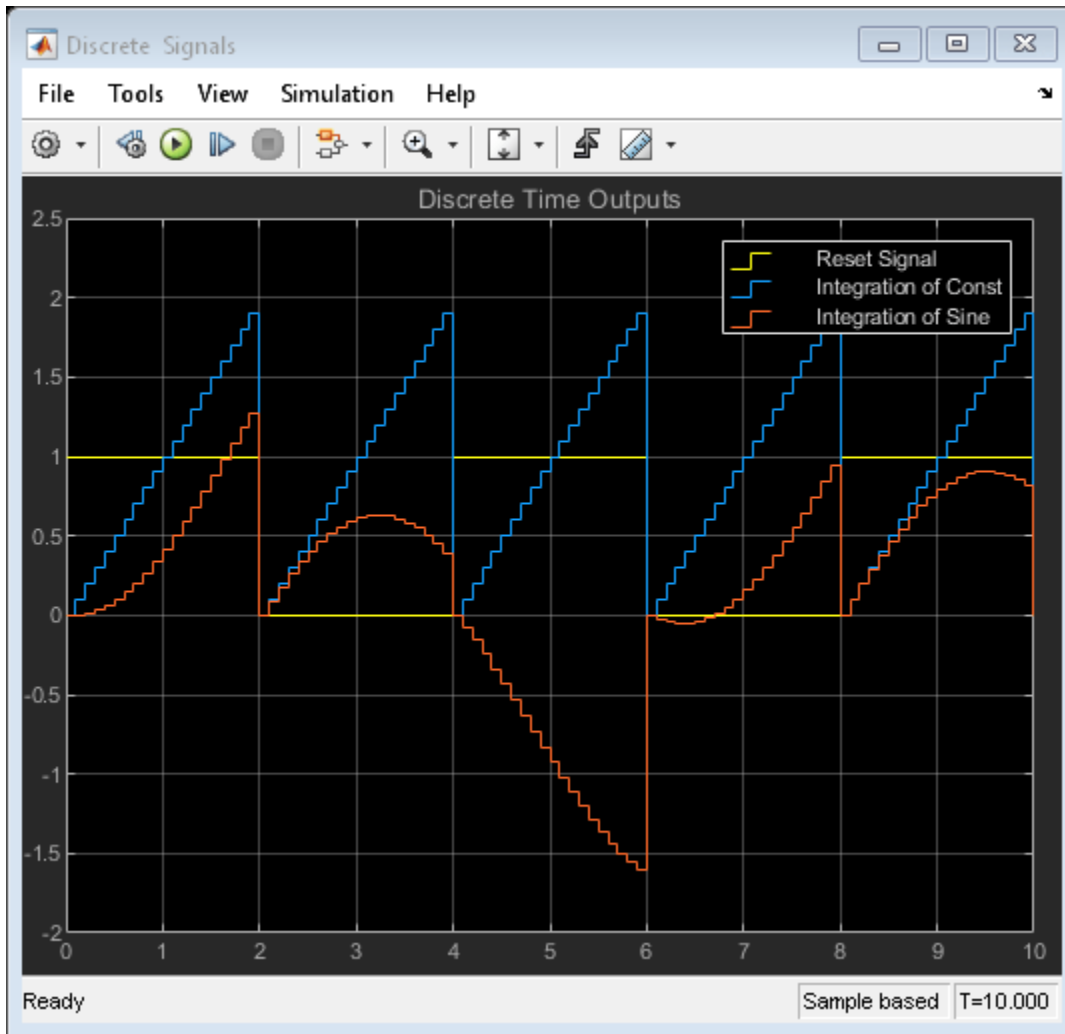 Discrete Signals
File Tools View Simulation Help
Discrete Time Outputs
2.5
2
1.5
1
0.5
0
-0.5
-1
-1.5
-2
Reset Signal
Integration of Const
Integration of Sine
0 1 2 3 4 5 6 7 8 9 10
Ready Sample based T=10.000